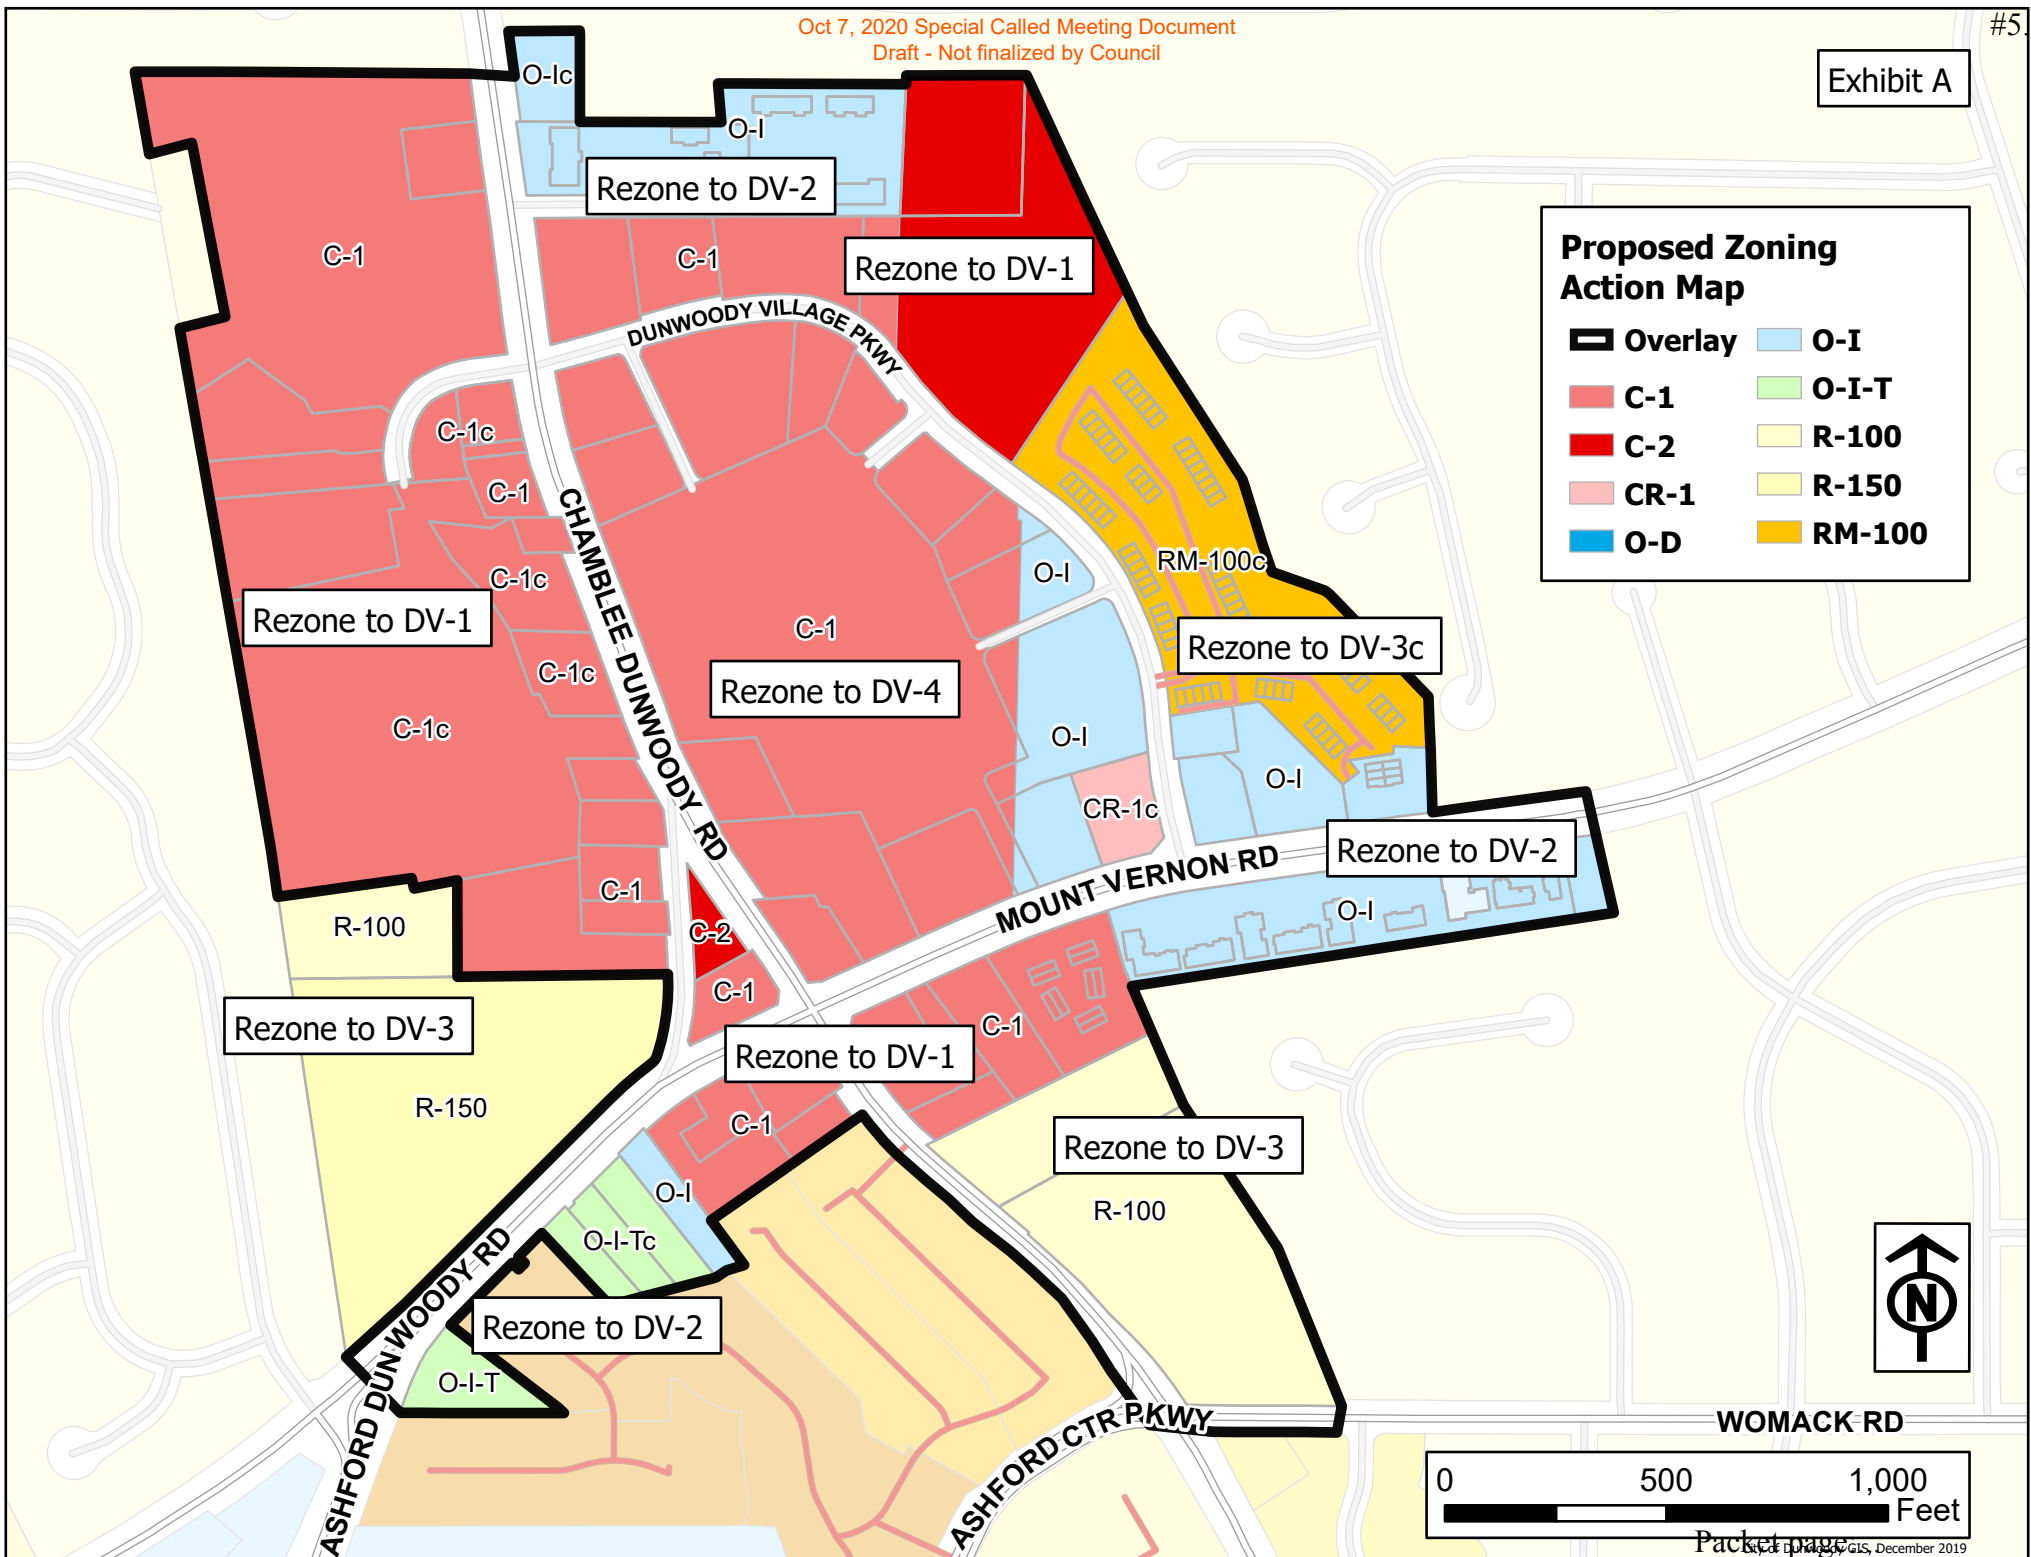 Oct 7, 2020 Special Called Meeting Document
Draft - Not finalized by Council
#5.
Exhibit A
O-Ic
O-I
Rezone to DV-2
C-1
C-1
Rezone to DV-1
DUNWOODY VILLAGE PKWY
Proposed Zoning
Action Map
Overlay
C-1
C-2
CR-1
O-D
O-I
O-I-T
R-100
R-150
RM-100
C-1c
C-1
C-1c
CHAMBLEE-DUNWOODY RD
Rezone to DV-1
C-1c
C-1c
C-1
Rezone to DV-4
O-I
RM-100c
Rezone to DV-3c
O-I
O-I
CR-1c
Rezone to DV-2
MOUNT VERNON RD
O-I
C-1
C-2
C-1
R-100
Rezone to DV-3
R-150
Rezone to DV-1
C-1
C-1
Rezone to DV-3
R-100
O-I
O-I-Tc
Rezone to DV-2
O-I-T
ASHFORD DUNWOODY RD
ASHFORD CTR PKWY
WOMACK RD
N
0 500 1,000
Feet
Packet page:
City of Dunwoody GIS, December 2019